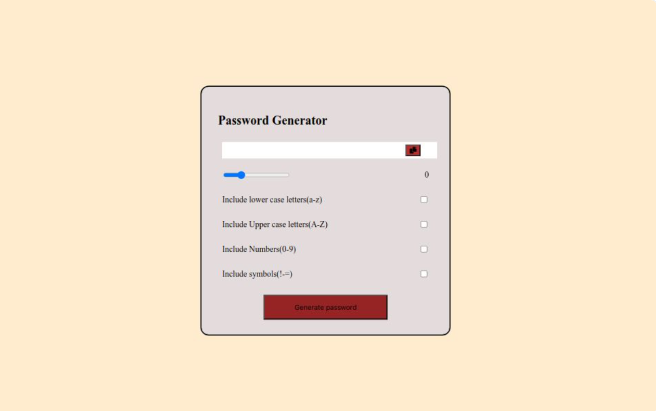 Password Generator
0
Include lower case letters(a-z)
Include Upper case letters(A-Z)
Include Numbers(0-9)
Include symbols(!-=)
Generate password